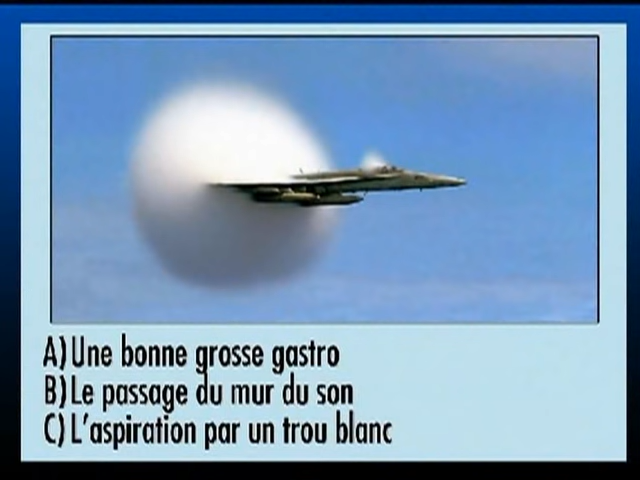 A) Une bonne grosse gastro
B) Le passage du mur du son
C) L'aspiration par un trou blanc